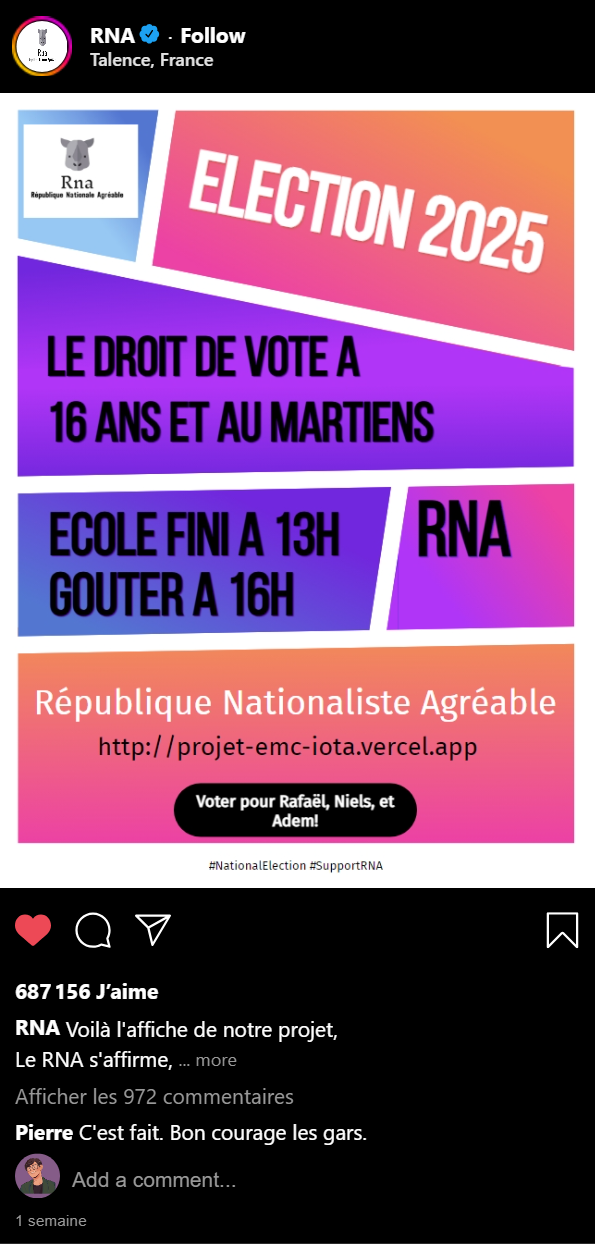 RNA · Follow
Talence, France
Rna
République Nationale Agréable
ELECTION 2025
LE DROIT DE VOTE A
16 ANS ET AU MARTIENS
ECOLE FINI A 13H
GOUTER A 16H
RNA
République Nationaliste Agréable
http://projet-emc-iota.vercel.app
Voter pour Rafaël, Niels, et
Adem!
#NationalElection #SupportRNA
687 156 J’aime
RNA Voilà l'affiche de notre projet,
Le RNA s'affirme, ... more
Afficher les 972 commentaires
Pierre C'est fait. Bon courage les gars.
Add a comment...
1 semaine